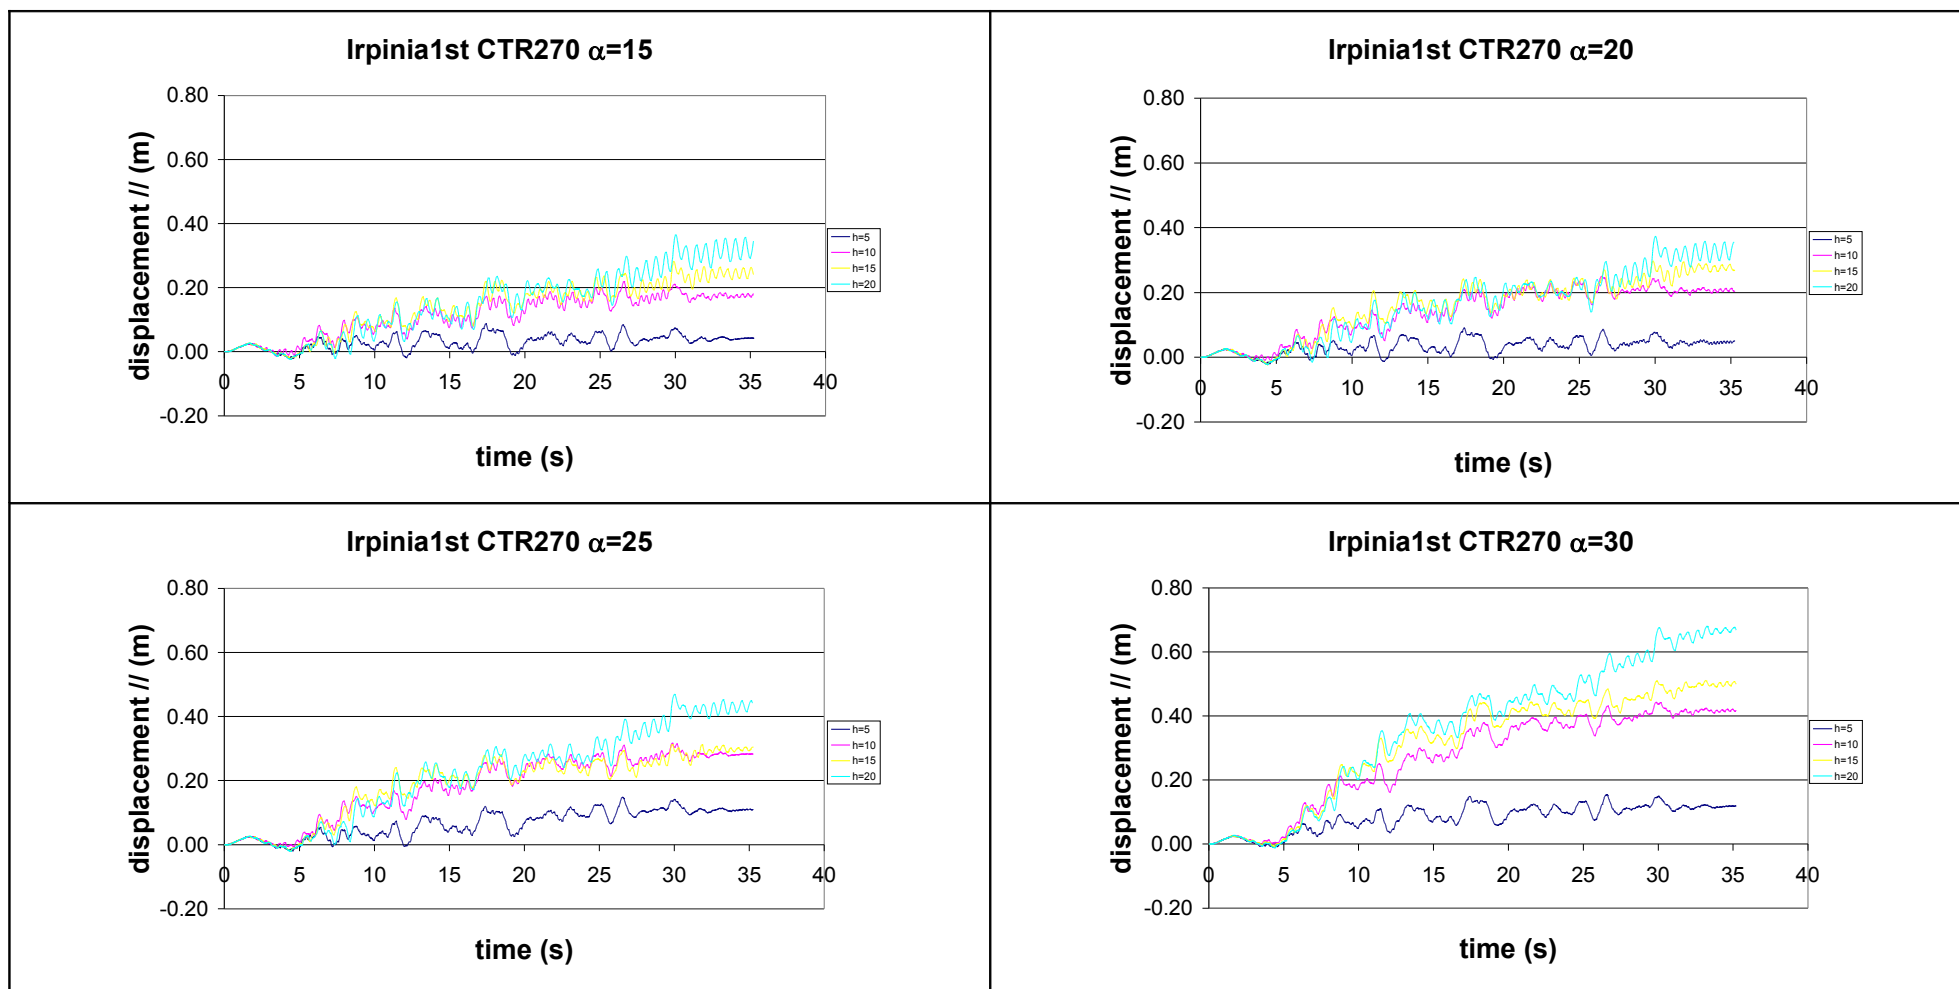 Irpinia1st CTR270 α=15
displacement // (m)
0.80
0.60
0.40
0.20
0.00
-0.20
0 5 10 15 20 25 30 35 40
time (s)
h=5
h=10
h=15
h=20
Irpinia1st CTR270 α=20
displacement // (m)
0.80
0.60
0.40
0.20
0.00
-0.20
0 5 10 15 20 25 30 35 40
time (s)
h=5
h=10
h=15
h=20
Irpinia1st CTR270 α=25
displacement // (m)
0.80
0.60
0.40
0.20
0.00
-0.20
0 5 10 15 20 25 30 35 40
time (s)
h=5
h=10
h=15
h=20
Irpinia1st CTR270 α=30
displacement // (m)
0.80
0.60
0.40
0.20
0.00
-0.20
0 5 10 15 20 25 30 35 40
time (s)
h=5
h=10
h=15
h=20